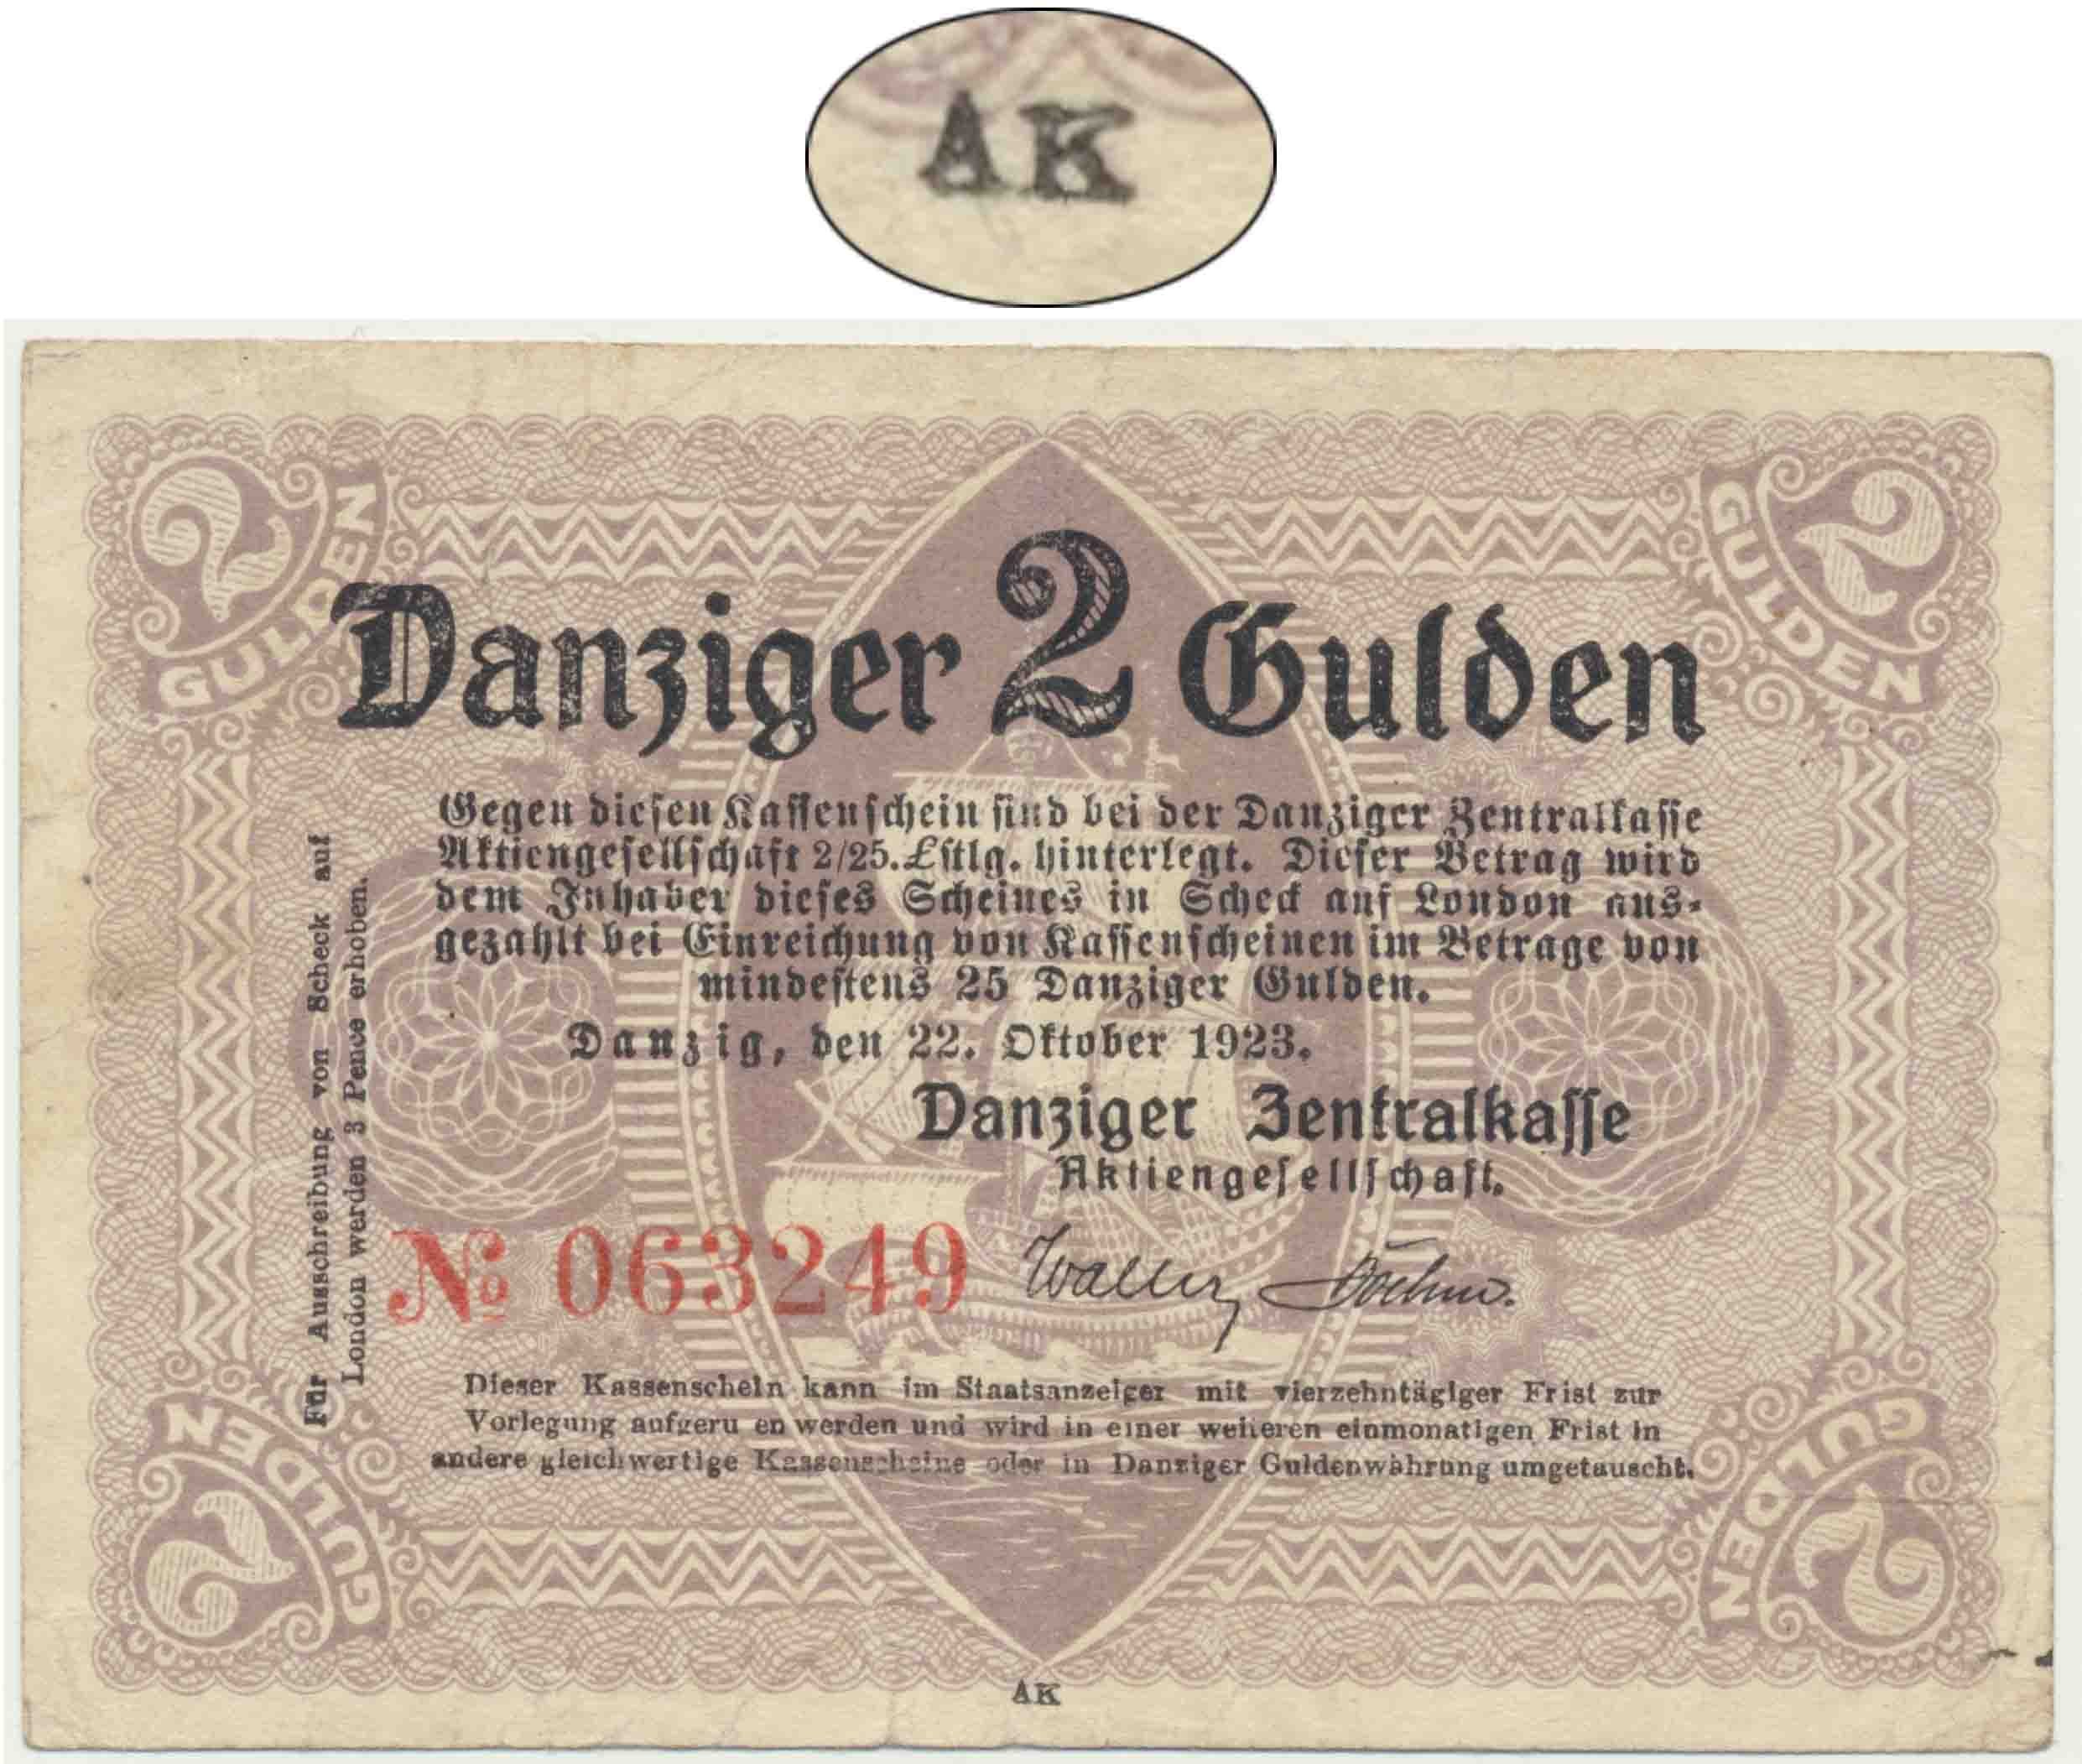 AK
2 GULDEN
2 GULDEN
Danziger 2 Gulden
Gegen diesen Kassenschein sind bei der Danziger Zentralkasse
Aktiengesellschaft 2/25.Lstlg. hinterlegt. Dieser Betrag wird
dem Inhaber dieses Scheines in Scheck auf London aus-
gezahlt bei Einreichung von Kassenscheinen im Betrage von
mindestens 25 Danziger Gulden.
Danzig, den 22. Oktober 1923.
Danziger Zentralkasse
Aktiengesellschaft.
Für Ausschreibung von Scheck auf
London werden 3 Pence erhoben.
№ 063249
Böehm.
Dieser Kassenschein kann im Staatsanzeiger mit vierzehntägiger Frist zur
Vorlegung aufgeru en werden und wird in einer weiteren einmonatigen Frist in
andere gleichwertige Kassenscheine oder in Danziger Guldenwährung umgetauscht.
2 GULDEN
2 GULDEN
AK